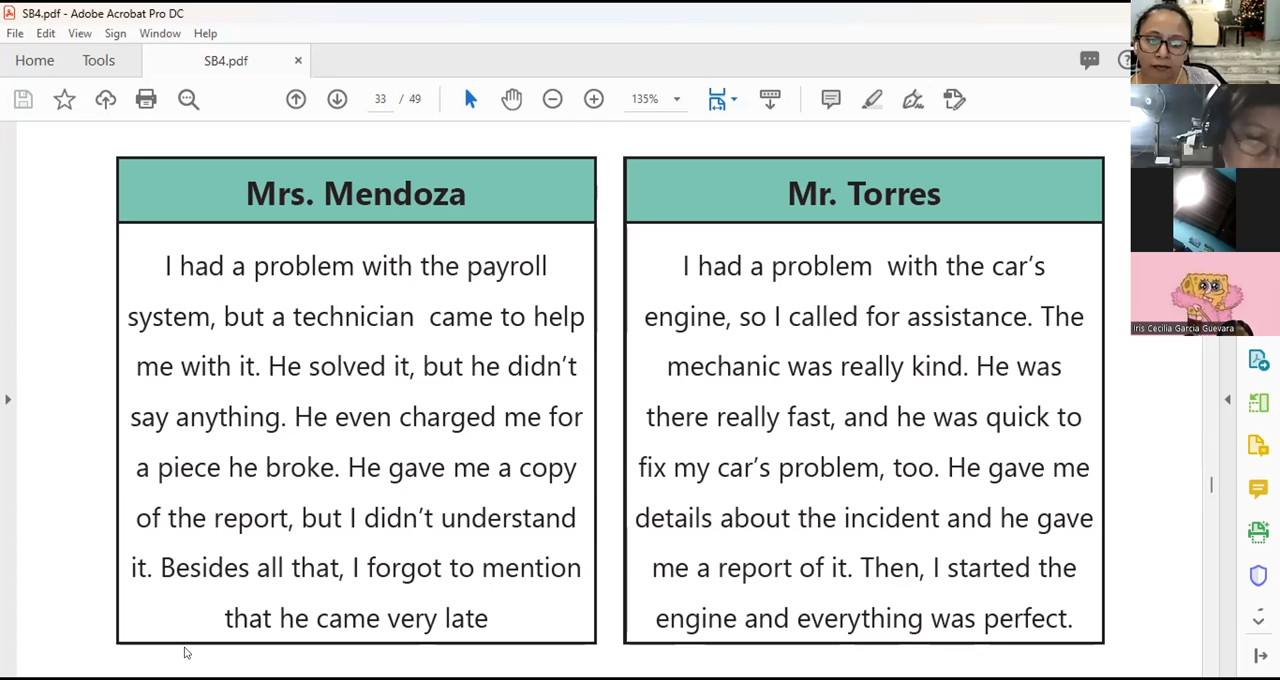 SB4.pdf - Adobe Acrobat Pro DC
File Edit View Sign Window Help
Home Tools SB4.pdf ×
33 / 49 135%
Mrs. Mendoza
I had a problem with the payroll
system, but a technician came to help
me with it. He solved it, but he didn't
say anything. He even charged me for
a piece he broke. He gave me a copy
of the report, but I didn't understand
it. Besides all that, I forgot to mention
that he came very late
Mr. Torres
I had a problem with the car's
engine, so I called for assistance. The
mechanic was really kind. He was
there really fast, and he was quick to
fix my car's problem, too. He gave me
details about the incident and he gave
me a report of it. Then, I started the
engine and everything was perfect.
Iris Cecilia Garcia Guevara